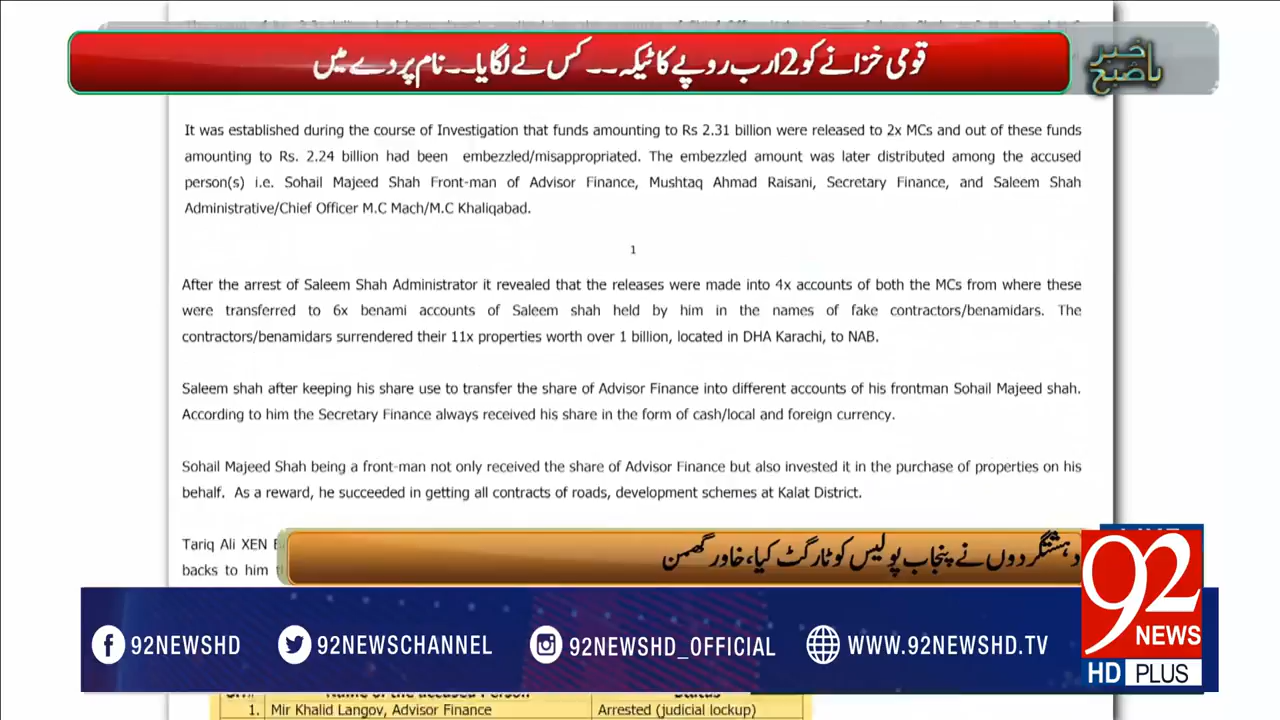 قومی خزانے کو 2 ارب روپے کا ٹیکہ۔۔ کس نے لگایا۔۔ نام پردے میں
باخبر صبح
It was established during the course of Investigation that funds amounting to Rs 2.31 billion were released to 2x MCs and out of these funds
amounting to Rs. 2.24 billion had been embezzled/misappropriated. The embezzled amount was later distributed among the accused
person(s) i.e. Sohail Majeed Shah Front-man of Advisor Finance, Mushtaq Ahmad Raisani, Secretary Finance, and Saleem Shah
Administrative/Chief Officer M.C Mach/M.C Khaliqabad.
1
After the arrest of Saleem Shah Administrator it revealed that the releases were made into 4x accounts of both the MCs from where these
were transferred to 6x benami accounts of Saleem shah held by him in the names of fake contractors/benamidars. The
contractors/benamidars surrendered their 11x properties worth over 1 billion, located in DHA Karachi, to NAB.
Saleem shah after keeping his share use to transfer the share of Advisor Finance into different accounts of his frontman Sohail Majeed shah.
According to him the Secretary Finance always received his share in the form of cash/local and foreign currency.
Sohail Majeed Shah being a front-man not only received the share of Advisor Finance but also invested it in the purchase of properties on his
behalf. As a reward, he succeeded in getting all contracts of roads, development schemes at Kalat District.
Tariq Ali XEN
backs to him
دہشتگردوں نے پنجاب پولیس کو ٹارگٹ کیا، خاور گھمن
92
NEWS
HD PLUS
92NEWSHD
92NEWSCHANNEL
92NEWSHD_OFFICIAL
WWW.92NEWSHD.TV
Name of the accused Person Status
1. Mir Khalid Langov, Advisor Finance Arrested (judicial lockup)